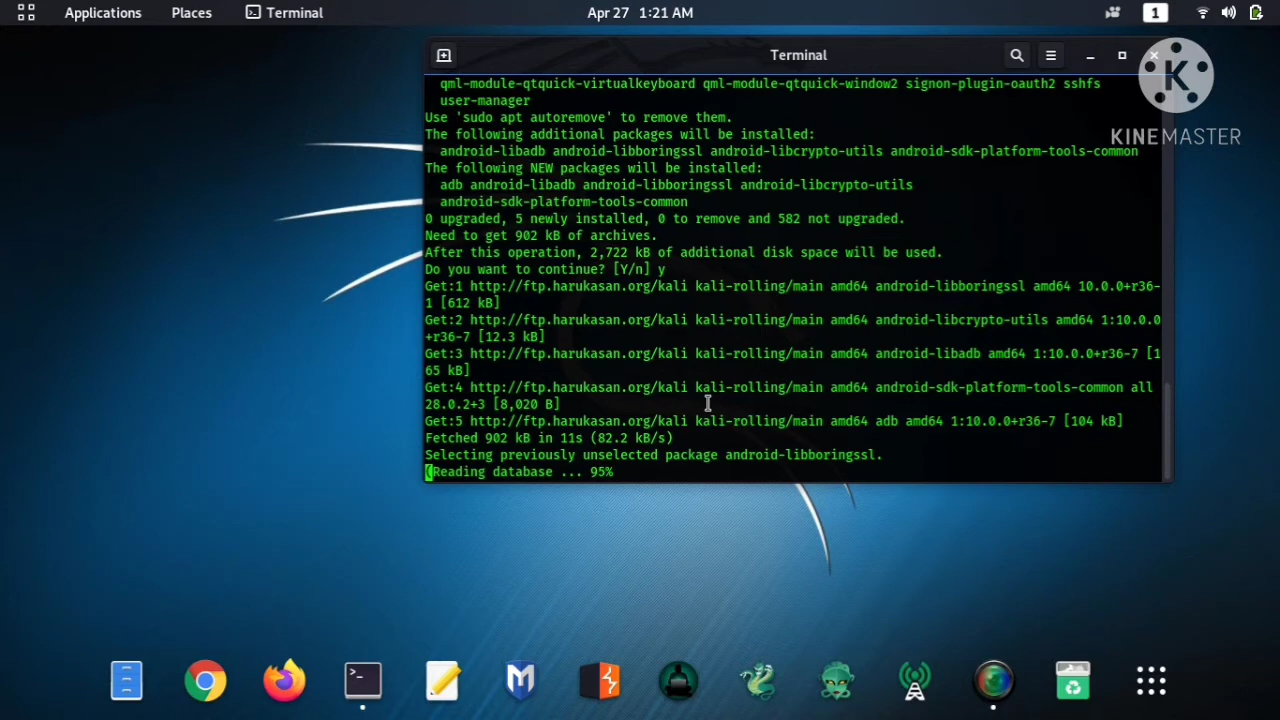 Applications Places Terminal Apr 27 1:21 AM 1
Terminal
K
KINEMASTER
qml-module-qtquick-virtualkeyboard qml-module-qtquick-window2 signon-plugin-oauth2 sshfs
user-manager
Use 'sudo apt autoremove' to remove them.
The following additional packages will be installed:
android-libadb android-libboringssl android-libcrypto-utils android-sdk-platform-tools-common
The following NEW packages will be installed:
adb android-libadb android-libboringssl android-libcrypto-utils
android-sdk-platform-tools-common
0 upgraded, 5 newly installed, 0 to remove and 582 not upgraded.
Need to get 902 kB of archives.
After this operation, 2,722 kB of additional disk space will be used.
Do you want to continue? [Y/n] y
Get:1 http://ftp.harukasan.org/kali kali-rolling/main amd64 android-libboringssl amd64 10.0.0+r36-
1 [612 kB]
Get:2 http://ftp.harukasan.org/kali kali-rolling/main amd64 android-libcrypto-utils amd64 1:10.0.0
+r36-7 [12.3 kB]
Get:3 http://ftp.harukasan.org/kali kali-rolling/main amd64 android-libadb amd64 1:10.0.0+r36-7 [1
65 kB]
Get:4 http://ftp.harukasan.org/kali kali-rolling/main amd64 android-sdk-platform-tools-common all
28.0.2+3 [8,020 B]
Get:5 http://ftp.harukasan.org/kali kali-rolling/main amd64 adb amd64 1:10.0.0+r36-7 [104 kB]
Fetched 902 kB in 11s (82.2 kB/s)
Selecting previously unselected package android-libboringssl.
(Reading database ... 95%